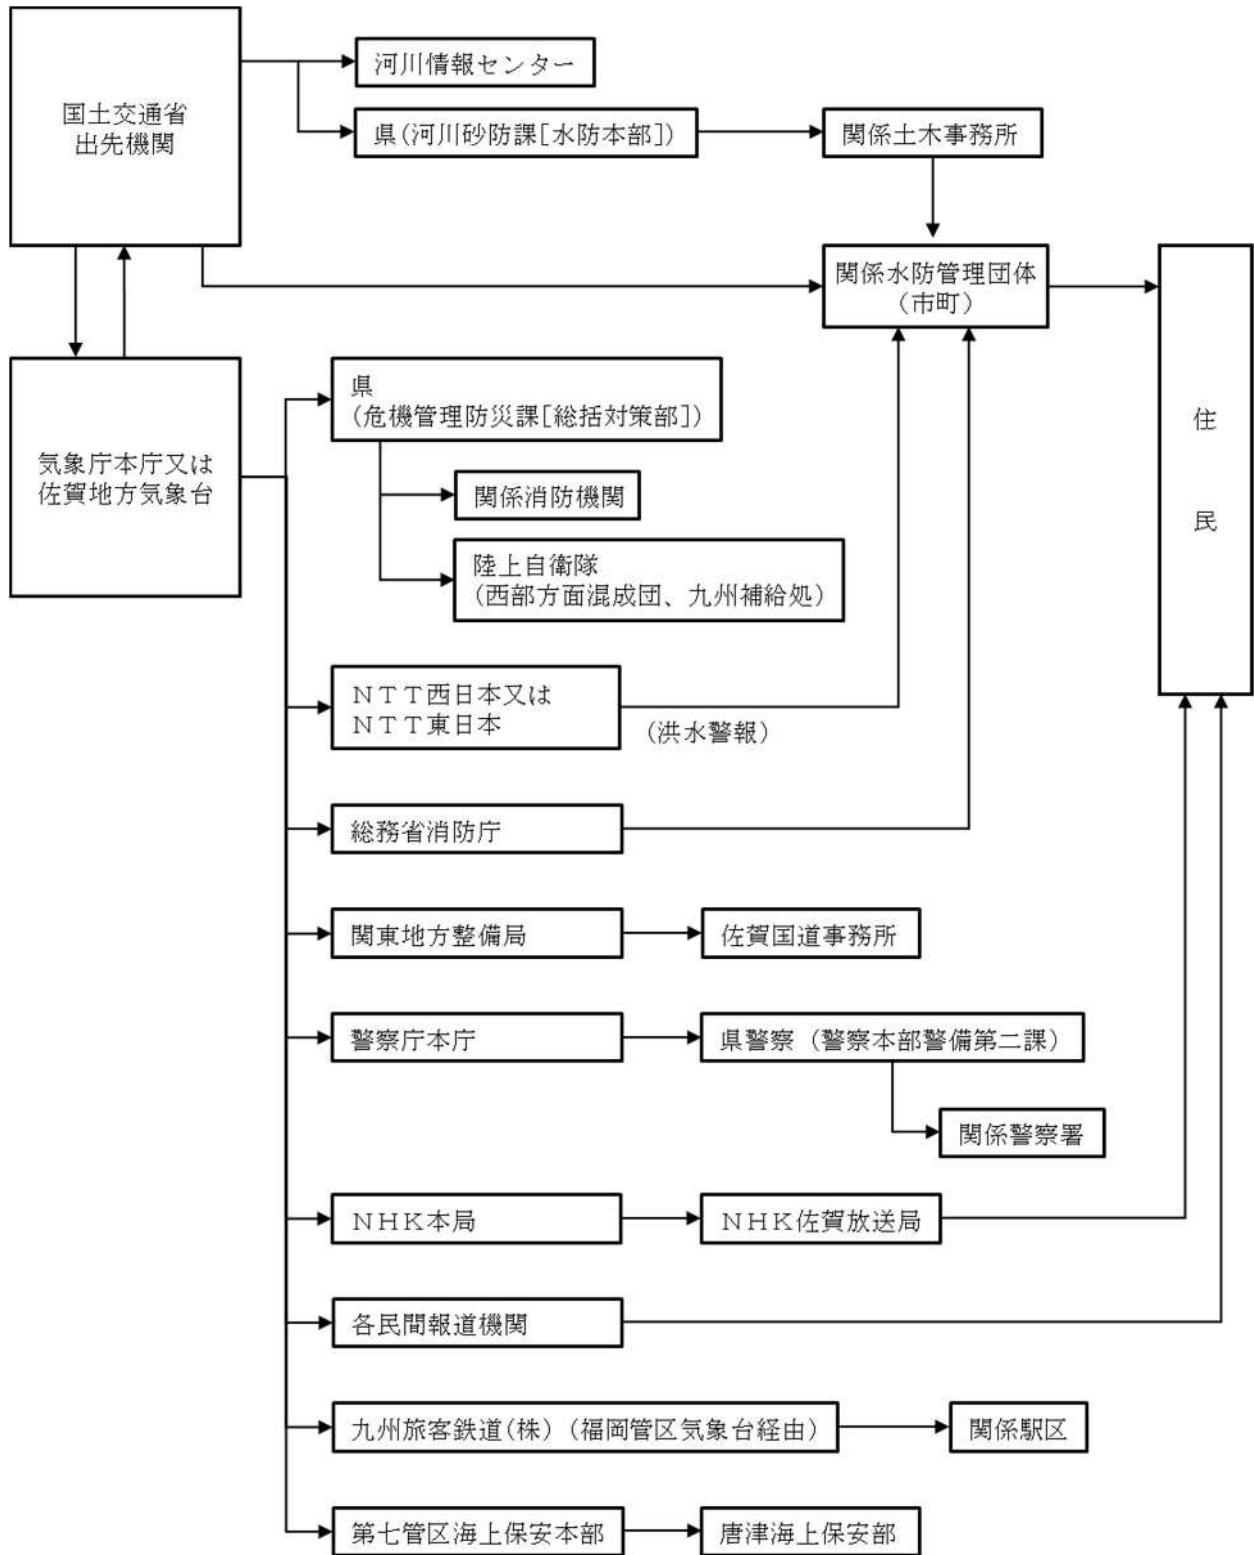 河川情報センター
国土交通省
出先機関
県(河川砂防課[水防本部])
関係土木事務所
関係水防管理団体
(市町)
住
民
県
(危機管理防災課[総括対策部])
気象庁本庁又は
佐賀地方気象台
関係消防機関
陸上自衛隊
(西部方面混成団、九州補給処)
ＮＴＴ西日本又は
ＮＴＴ東日本
(洪水警報)
総務省消防庁
関東地方整備局
佐賀国道事務所
警察庁本庁
県警察（警察本部警備第二課）
関係警察署
ＮＨＫ本局
ＮＨＫ佐賀放送局
各民間報道機関
九州旅客鉄道(株)（福岡管区気象台経由）
関係駅区
第七管区海上保安本部
唐津海上保安部